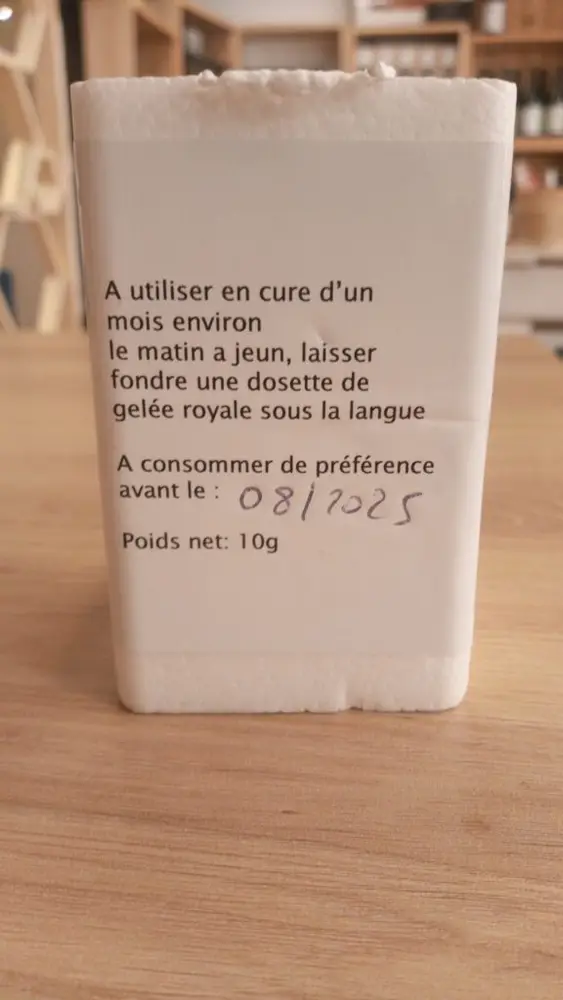 A utiliser en cure d'un
mois environ
le matin a jeun, laisser
fondre une dosette de
gelée royale sous la langue
A consommer de préférence
avant le : 08/2025
Poids net: 10g